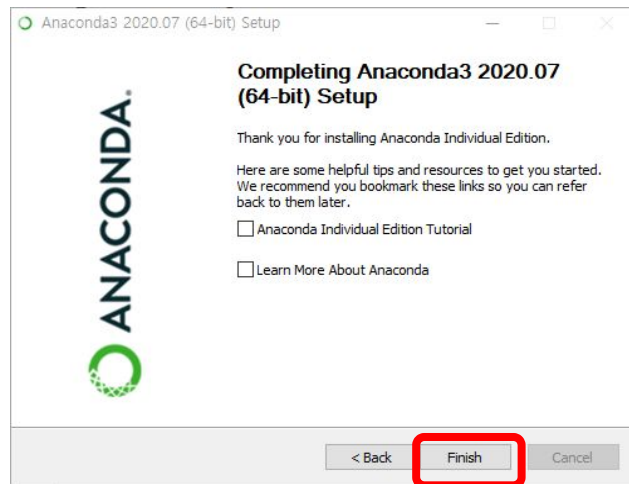 Anaconda3 2020.07 (64-bit) Setup
Completing Anaconda3 2020.07
(64-bit) Setup
Thank you for installing Anaconda Individual Edition.
Here are some helpful tips and resources to get you started.
We recommend you bookmark these links so you can refer
back to them later.
Anaconda Individual Edition Tutorial
Learn More About Anaconda
ANACONDA.
< Back
Finish
Cancel